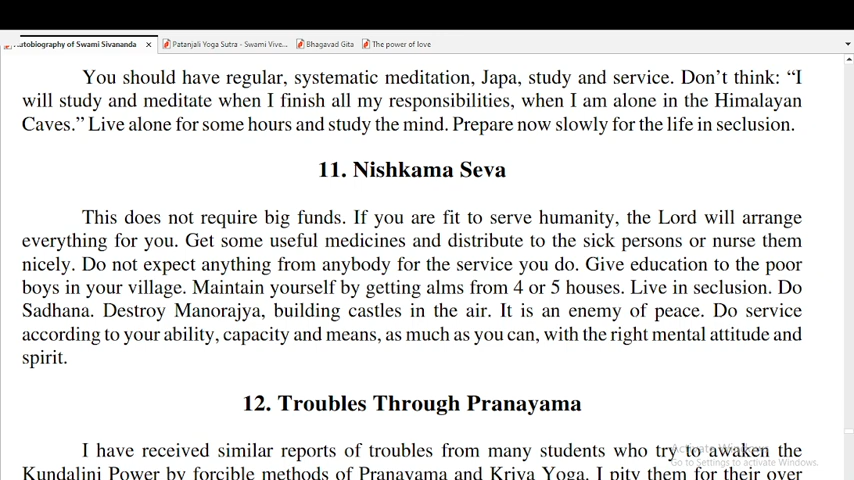 utobiography of Swami Sivananda × Patanjali Yoga Sutra - Swami Vive... Bhagavad Gita The power of love
You should have regular, systematic meditation, Japa, study and service. Don't think: “I
will study and meditate when I finish all my responsibilities, when I am alone in the Himalayan
Caves.” Live alone for some hours and study the mind. Prepare now slowly for the life in seclusion.
11. Nishkama Seva
This does not require big funds. If you are fit to serve humanity, the Lord will arrange
everything for you. Get some useful medicines and distribute to the sick persons or nurse them
nicely. Do not expect anything from anybody for the service you do. Give education to the poor
boys in your village. Maintain yourself by getting alms from 4 or 5 houses. Live in seclusion. Do
Sadhana. Destroy Manorajya, building castles in the air. It is an enemy of peace. Do service
according to your ability, capacity and means, as much as you can, with the right mental attitude and
spirit.
12. Troubles Through Pranayama
I have received similar reports of troubles from many students who try to awaken the
Activate Windows
Go to Settings to activate Windows.
Kundalini Power by forcible methods of Pranayama and Kriya Yoga. I pity them for their over